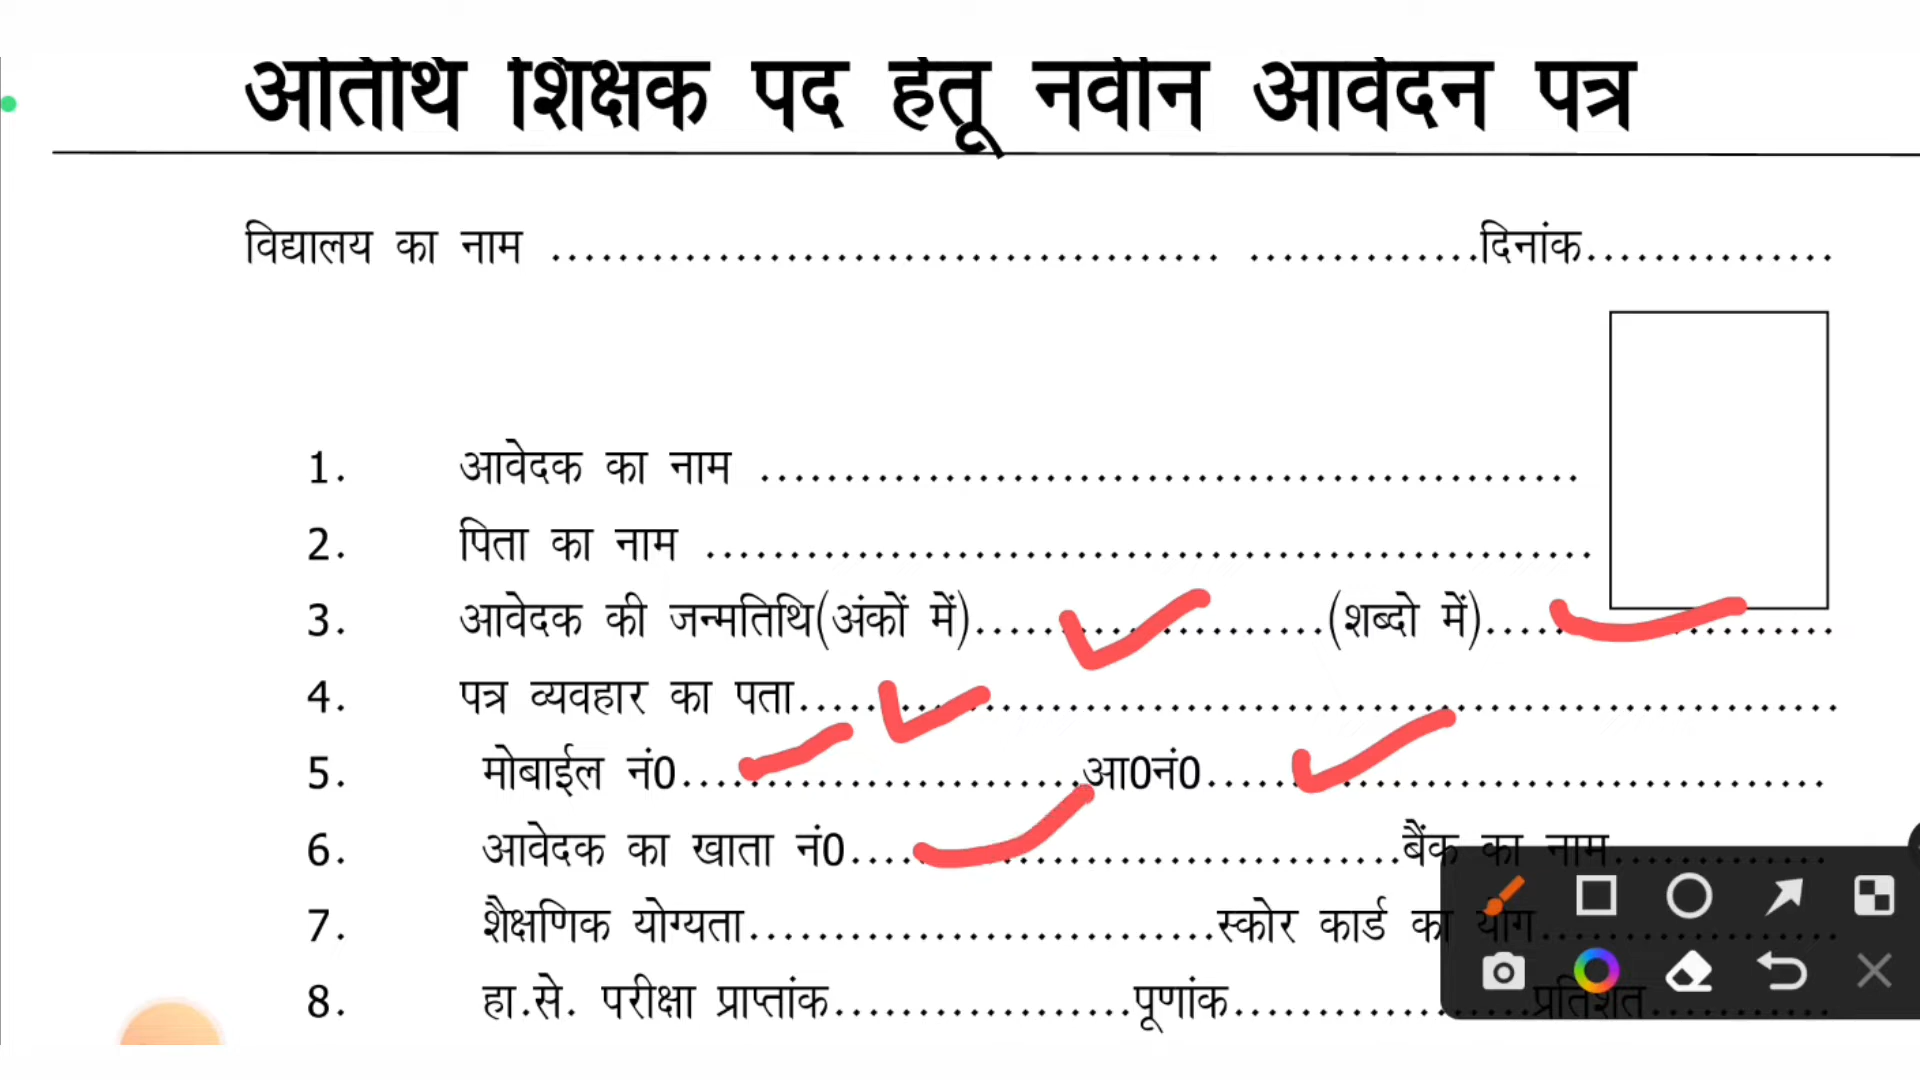 अतिथि शिक्षक पद हेतू नवीन आवेदन पत्र
विद्यालय का नाम ........................................ ..............दिनांक...............
1. आवेदक का नाम .................................................
2. पिता का नाम .....................................................
3. आवेदक की जन्मतिथि(अंकों में).....................(शब्दो में).....................
4. पत्र व्यवहार का पता...............................................................
5. मोबाईल नं0........................आ0नं0.....................................
6. आवेदक का खाता नं0.................................बैंक का नाम.............
7. शैक्षणिक योग्यता............................स्कोर कार्ड का योग..................
8. हा.से. परीक्षा प्राप्तांक..................पूर्णांक..................प्रतिशत...........